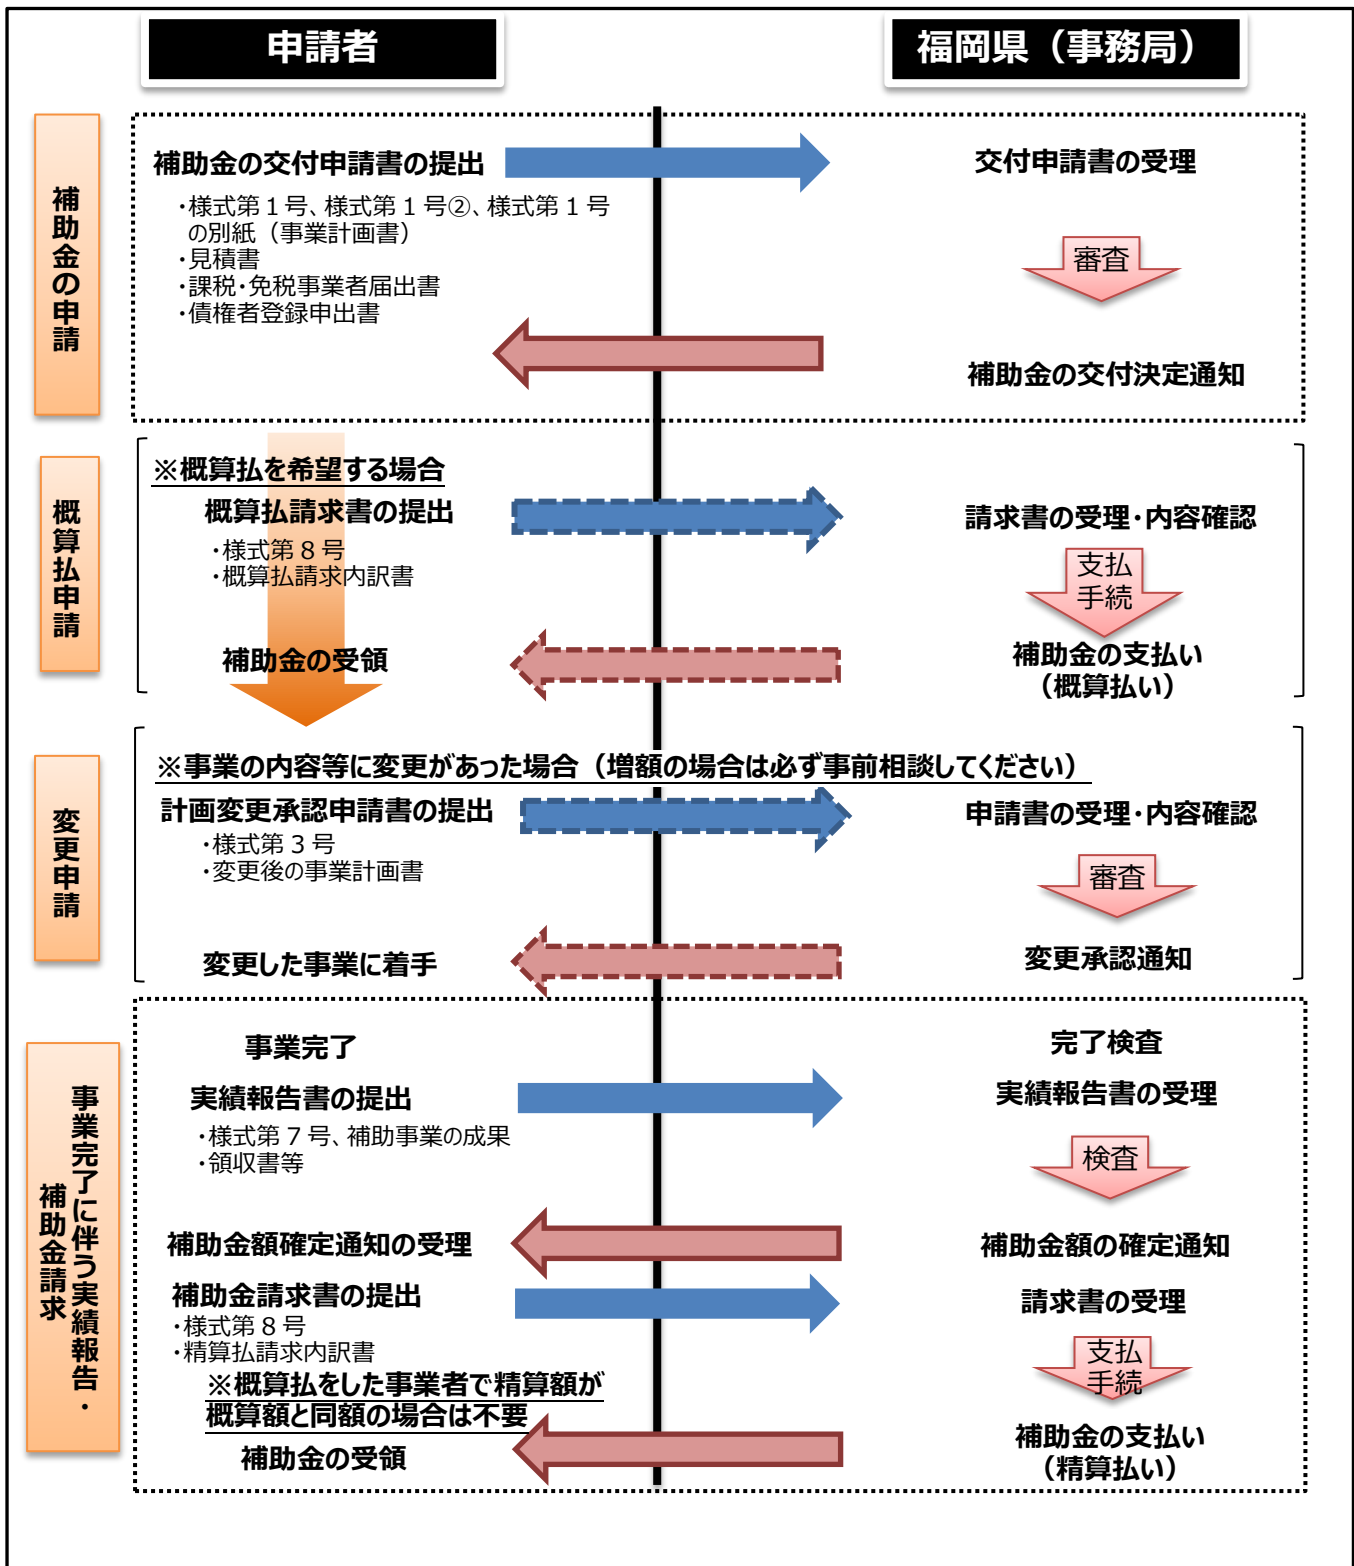 申請者
福岡県（事務局）
補助金の申請
補助金の交付申請書の提出
・様式第１号、様式第１号②、様式第１号
の別紙（事業計画書）
・見積書
・課税・免税事業者届出書
・債権者登録申出書
交付申請書の受理
審査
補助金の交付決定通知
概算払申請
※概算払を希望する場合
概算払請求書の提出
・様式第８号
・概算払請求内訳書
請求書の受理・内容確認
支払
手続
補助金の受領
補助金の支払い
（概算払い）
変更申請
※事業の内容等に変更があった場合（増額の場合は必ず事前相談してください）
計画変更承認申請書の提出
・様式第３号
・変更後の事業計画書
申請書の受理・内容確認
審査
変更した事業に着手
変更承認通知
事業完了に伴う実績報告・
補助金請求
事業完了
完了検査
実績報告書の提出
・様式第７号、補助事業の成果
・領収書等
実績報告書の受理
検査
補助金額確定通知の受理
補助金額の確定通知
補助金請求書の提出
・様式第８号
・精算払請求内訳書
※概算払をした事業者で精算額が
概算額と同額の場合は不要
請求書の受理
支払
手続
補助金の受領
補助金の支払い
（精算払い）